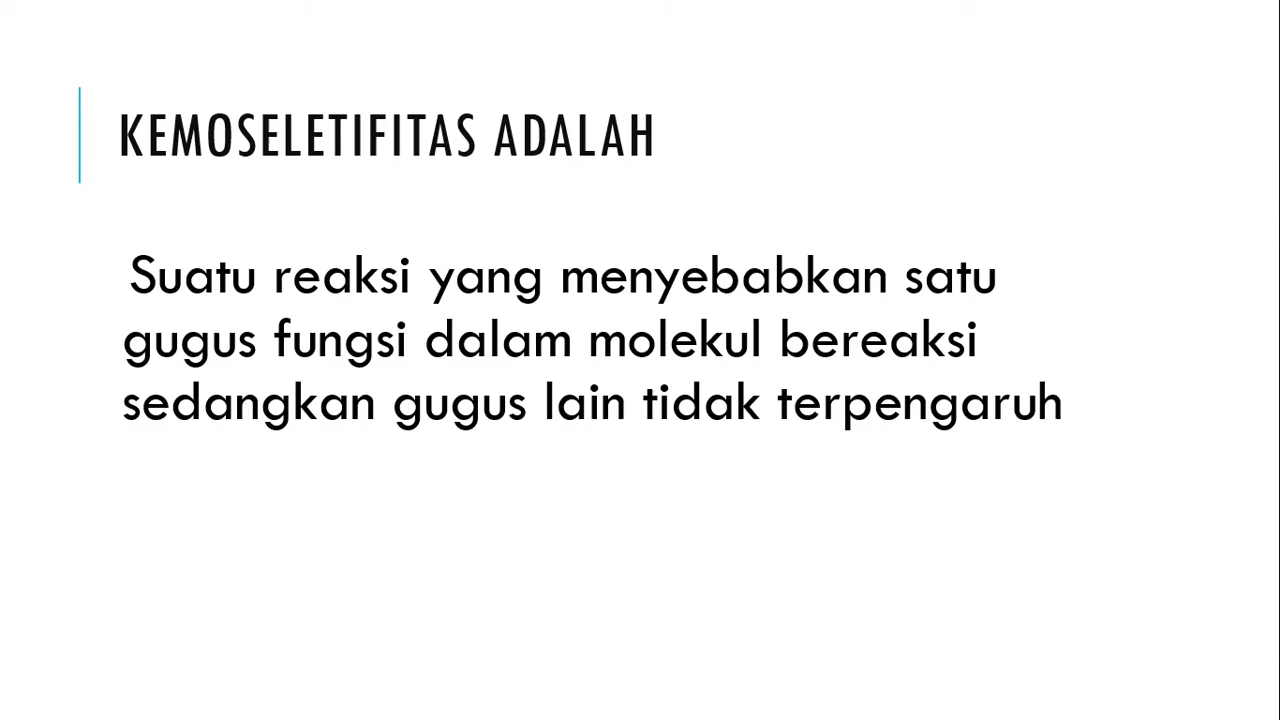 KEMOSELETIFITAS ADALAH
Suatu reaksi yang menyebabkan satu
gugus fungsi dalam molekul bereaksi
sedangkan gugus lain tidak terpengaruh